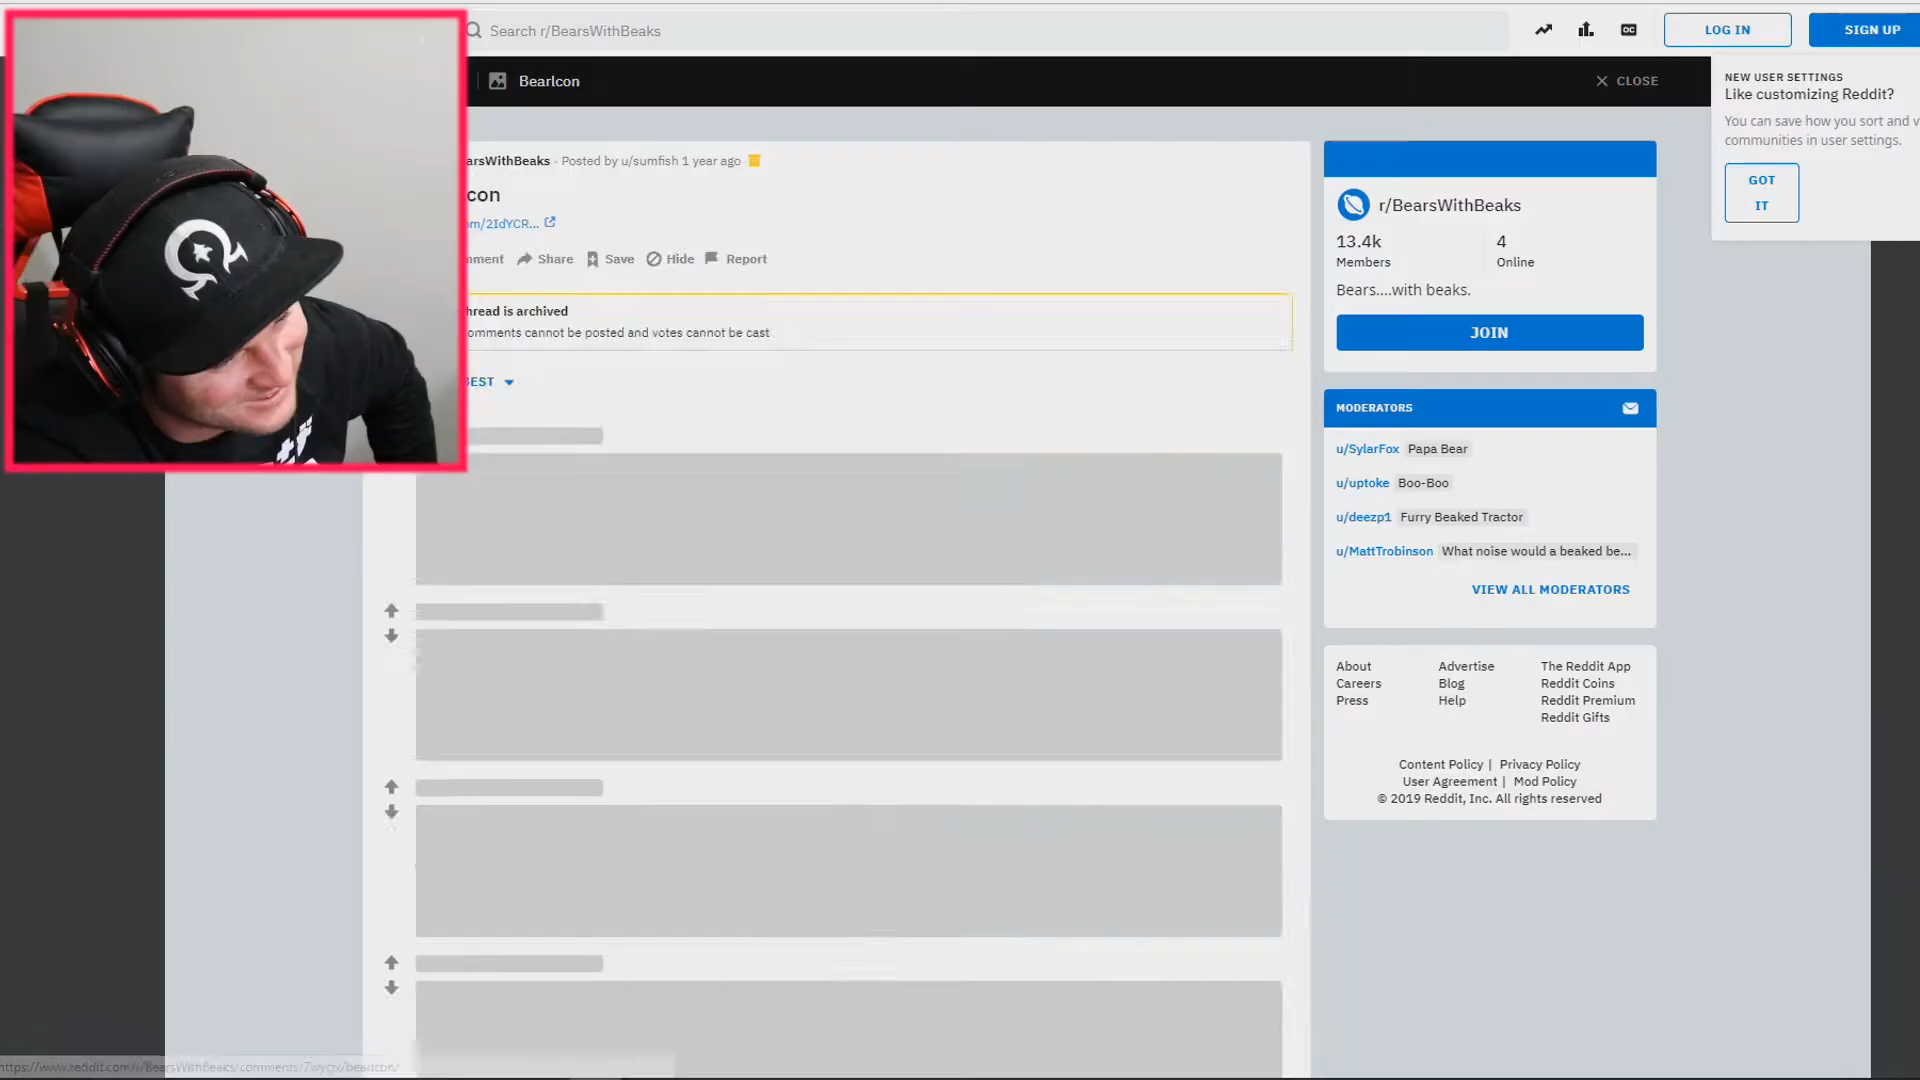 Search r/BearsWithBeaks
LOG IN
SIGN UP
BearIcon
CLOSE
NEW USER SETTINGS
Like customizing Reddit?
You can save how you sort and v
communities in user settings.
GOT
IT
arsWithBeaks · Posted by u/sumfish 1 year ago
con
om/2IdYCR...
mment
Share
Save
Hide
Report
hread is archived
omments cannot be posted and votes cannot be cast
EST
r/BearsWithBeaks
13.4k
Members
4
Online
Bears....with beaks.
JOIN
MODERATORS
u/SylarFox Papa Bear
u/uptoke Boo-Boo
u/deezp1 Furry Beaked Tractor
u/MattTrobinson What noise would a beaked be...
VIEW ALL MODERATORS
About
Careers
Press
Advertise
Blog
Help
The Reddit App
Reddit Coins
Reddit Premium
Reddit Gifts
Content Policy | Privacy Policy
User Agreement | Mod Policy
© 2019 Reddit, Inc. All rights reserved